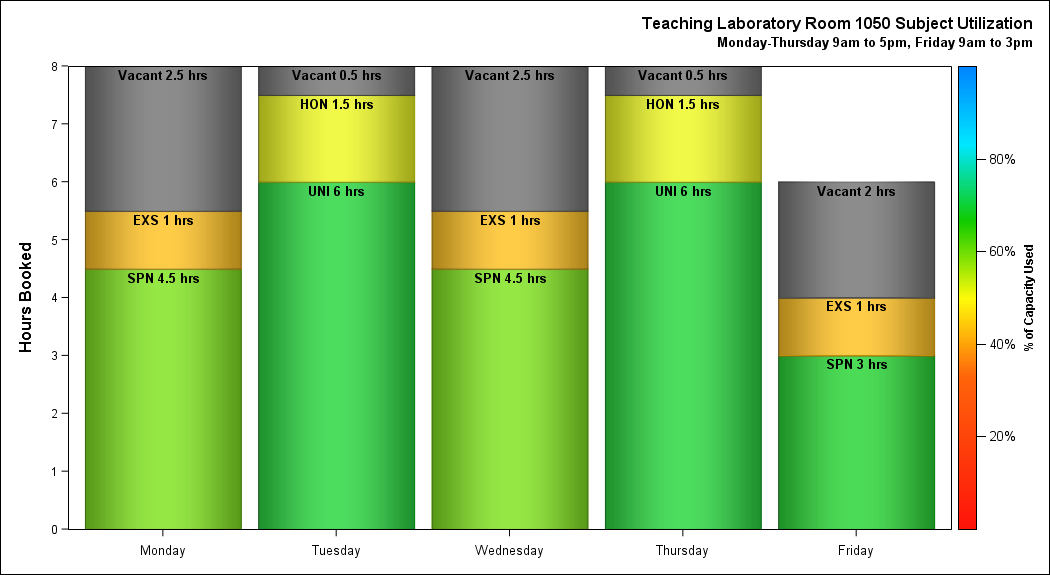 Teaching Laboratory Room 1050 Subject Utilization
Monday-Thursday 9am to 5pm, Friday 9am to 3pm
Hours Booked
8
7
6
5
4
3
2
1
0
Vacant 2.5 hrs
EXS 1 hrs
SPN 4.5 hrs
Vacant 0.5 hrs
HON 1.5 hrs
UNI 6 hrs
Vacant 2.5 hrs
EXS 1 hrs
SPN 4.5 hrs
Vacant 0.5 hrs
HON 1.5 hrs
UNI 6 hrs
Vacant 2 hrs
EXS 1 hrs
SPN 3 hrs
Monday
Tuesday
Wednesday
Thursday
Friday
80%
60%
40%
20%
% of Capacity Used